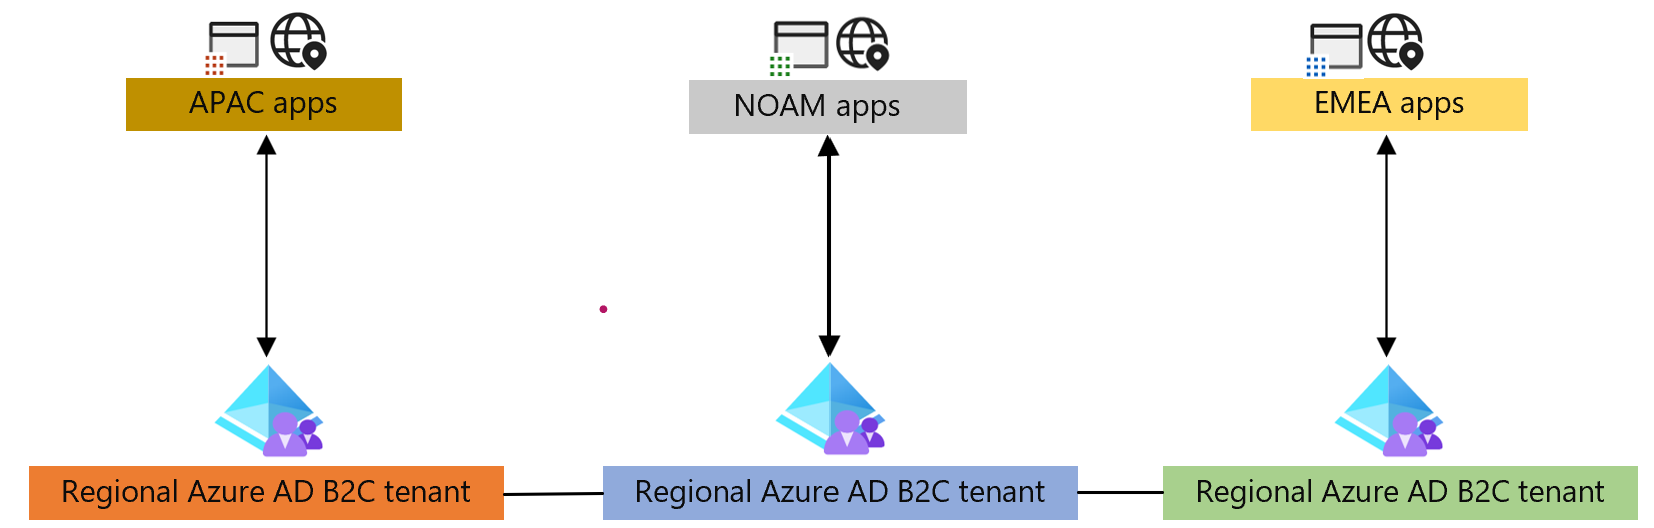 APAC apps
NOAM apps
EMEA apps
Regional Azure AD B2C tenant
Regional Azure AD B2C tenant
Regional Azure AD B2C tenant